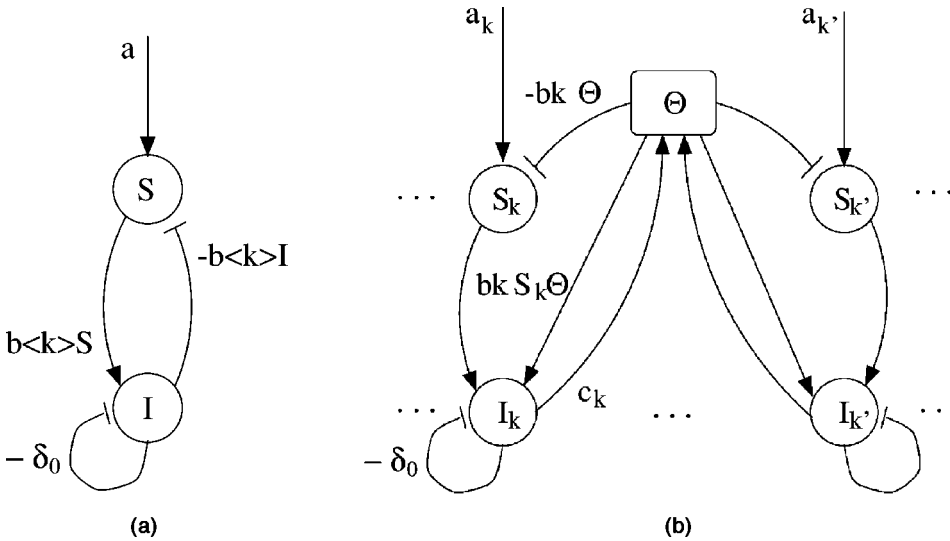 a
S
-b<k>I
b<k>S
I
− δ₀
(a)
aₖ
aₖ’
-bk Θ
Θ
· · ·
Sₖ
Sₖ’
· · ·
bk SₖΘ
cₖ
· · ·
Iₖ
· · ·
Iₖ’
· · ·
− δ₀
(b)